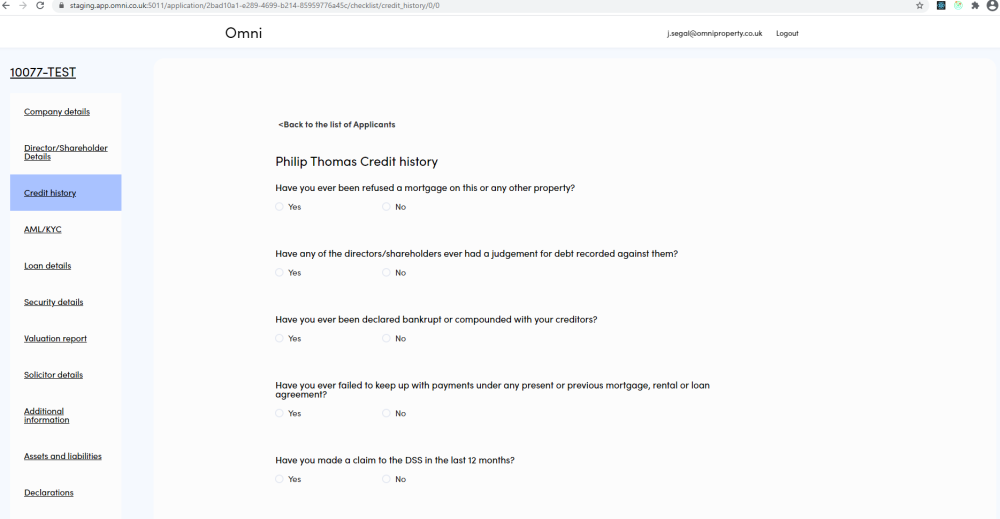 staging.app.omni.co.uk:5011/application/2bad10a1-e289-4699-b214-85959776a45c/checklist/credit_history/0/0
Omni
j.segal@omniproperty.co.uk Logout
10077-TEST
Company details
Director/Shareholder
Details
Credit history
AML/KYC
Loan details
Security details
Valuation report
Solicitor details
Additional
information
Assets and liabilities
Declarations
<Back to the list of Applicants
Philip Thomas Credit history
Have you ever been refused a mortgage on this or any other property?
Yes No
Have any of the directors/shareholders ever had a judgement for debt recorded against them?
Yes No
Have you ever been declared bankrupt or compounded with your creditors?
Yes No
Have you ever failed to keep up with payments under any present or previous mortgage, rental or loan
agreement?
Yes No
Have you made a claim to the DSS in the last 12 months?
Yes No